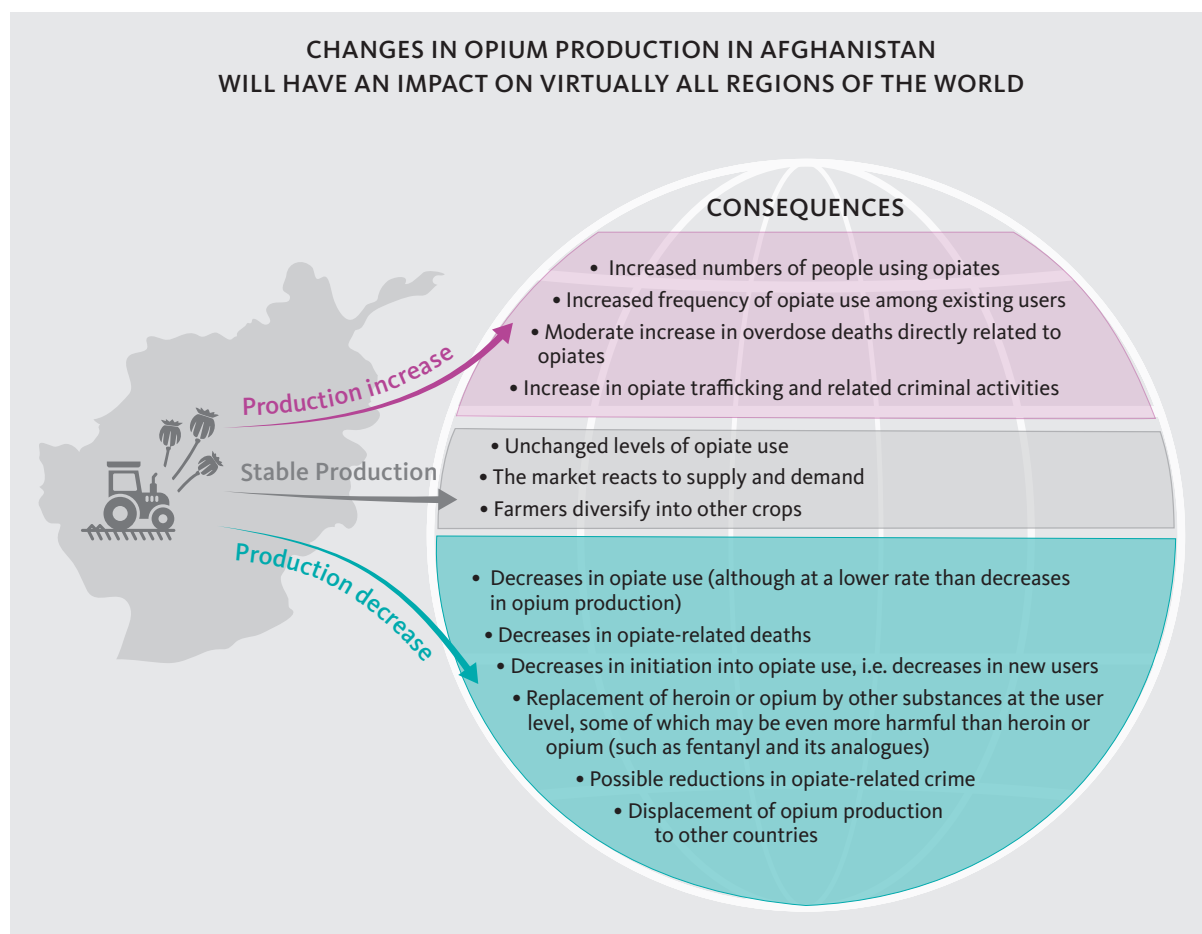 CHANGES IN OPIUM PRODUCTION IN AFGHANISTAN
WILL HAVE AN IMPACT ON VIRTUALLY ALL REGIONS OF THE WORLD
CONSEQUENCES
Production increase
• Increased numbers of people using opiates
• Increased frequency of opiate use among existing users
• Moderate increase in overdose deaths directly related to
opiates
• Increase in opiate trafficking and related criminal activities
Stable Production
• Unchanged levels of opiate use
• The market reacts to supply and demand
• Farmers diversify into other crops
Production decrease
• Decreases in opiate use (although at a lower rate than decreases
in opium production)
• Decreases in opiate-related deaths
• Decreases in initiation into opiate use, i.e. decreases in new users
• Replacement of heroin or opium by other substances at the user
level, some of which may be even more harmful than heroin or
opium (such as fentanyl and its analogues)
• Possible reductions in opiate-related crime
• Displacement of opium production
to other countries